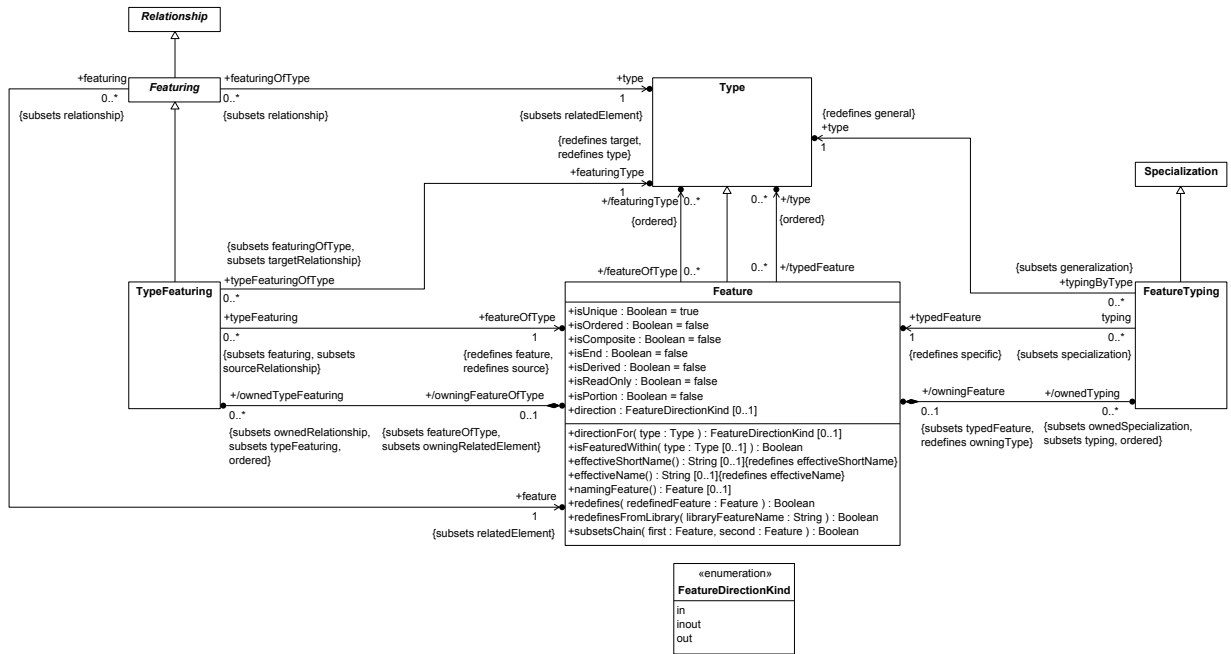 Relationship
Featuring
+featuring
0..*
{subsets relationship}
+featuringOfType
0..*
{subsets relationship}
+type
1
{subsets relatedElement}
Type
{redefines general}
+type
1
{redefines target,
redefines type}
+featuringType
1
Specialization
+/featuringType
0..*
{ordered}
0..*
+/type
{ordered}
{subsets featuringOfType,
subsets targetRelationship}
+typeFeaturingOfType
0..*
+/featureOfType
0..*
0..*
+/typedFeature
{subsets generalization}
+typingByType
0..*
TypeFeaturing
Feature
FeatureTyping
+isUnique : Boolean = true
+isOrdered : Boolean = false
+isComposite : Boolean = false
+isEnd : Boolean = false
+isDerived : Boolean = false
+isReadOnly : Boolean = false
+isPortion : Boolean = false
+direction : FeatureDirectionKind [0..1]
+directionFor( type : Type ) : FeatureDirectionKind [0..1]
+isFeaturedWithin( type : Type [0..1] ) : Boolean
+effectiveShortName() : String [0..1]{redefines effectiveShortName}
+effectiveName() : String [0..1]{redefines effectiveName}
+namingFeature() : Feature [0..1]
+redefines( redefinedFeature : Feature ) : Boolean
+redefinesFromLibrary( libraryFeatureName : String ) : Boolean
+subsetsChain( first : Feature, second : Feature ) : Boolean
+typeFeaturing
0..*
{subsets featuring, subsets
sourceRelationship}
+featureOfType
1
{redefines feature,
redefines source}
+typedFeature
1
{redefines specific}
typing
0..*
{subsets specialization}
+/ownedTypeFeaturing
0..*
{subsets ownedRelationship,
subsets typeFeaturing,
ordered}
+/owningFeatureOfType
0..1
{subsets featureOfType,
subsets owningRelatedElement}
+/owningFeature
0..1
{subsets typedFeature,
redefines owningType}
+/ownedTyping
0..*
{subsets ownedSpecialization,
subsets typing, ordered}
+feature
1
{subsets relatedElement}
«enumeration»
FeatureDirectionKind
in
inout
out